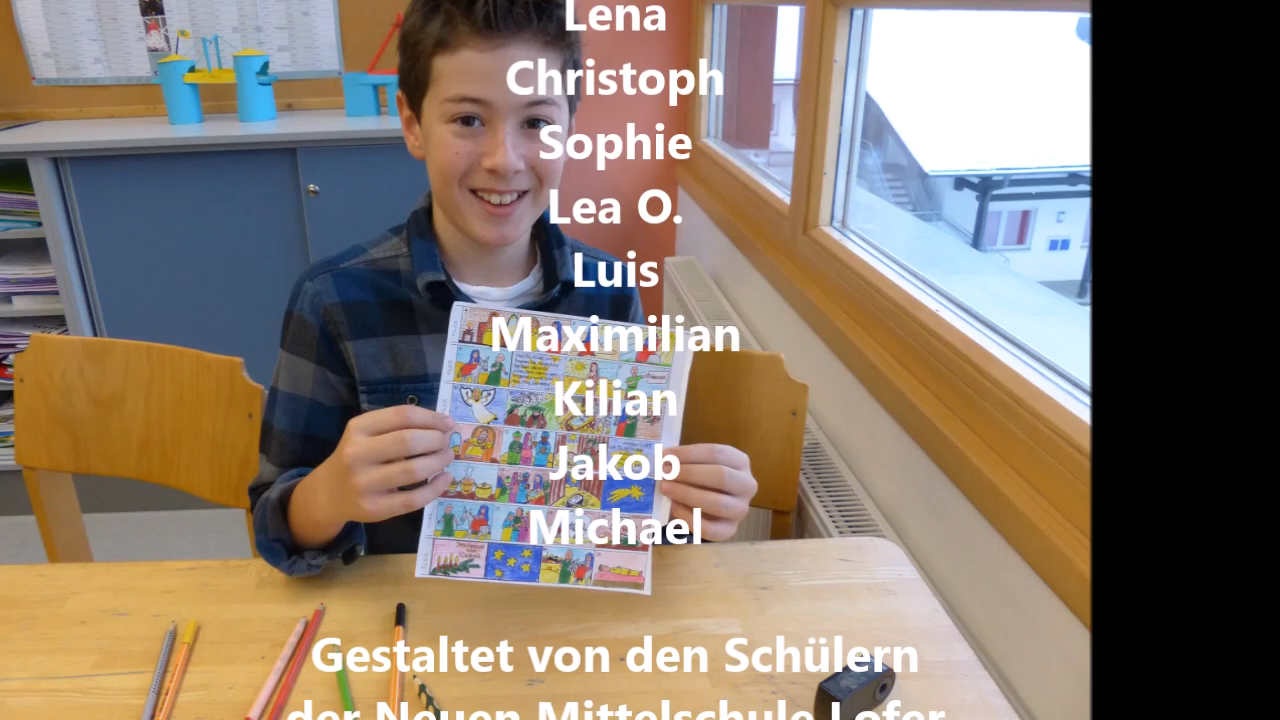 Lena
Christoph
Sophie
Lea O.
Luis
Maximilian
Kilian
Jakob
Michael
Gestaltet von den Schülern
der Neuen Mittelschule Lofer